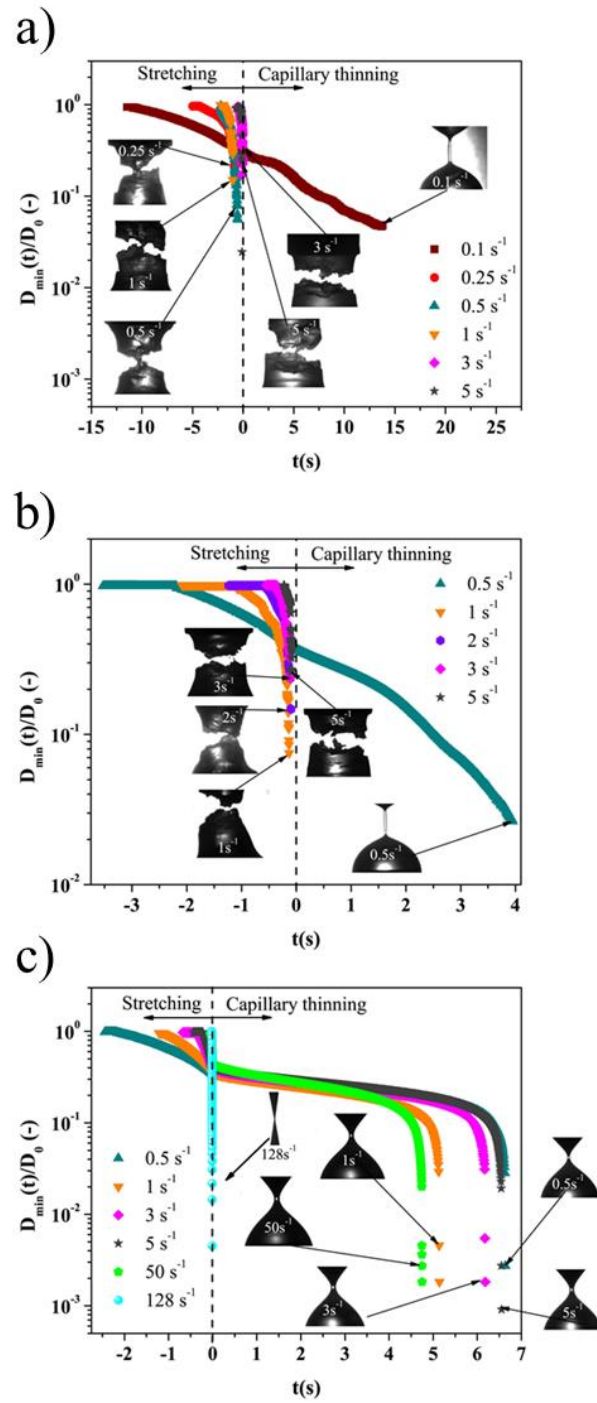 a)
Stretching Capillary thinning
10⁰
10⁻¹
10⁻²
10⁻³
D_min(t)/D_0 (-)
0.25 s⁻¹
1 s⁻¹
0.5 s⁻¹
3 s⁻¹
5 s⁻¹
0.1 s⁻¹
0.1 s⁻¹
0.25 s⁻¹
0.5 s⁻¹
1 s⁻¹
3 s⁻¹
5 s⁻¹
-15 -10 -5 0 5 10 15 20 25
t(s)
b)
Stretching Capillary thinning
10⁰
10⁻¹
10⁻²
D_min(t)/D_0 (-)
3s⁻¹
2s⁻¹
1s⁻¹
5s⁻¹
0.5s⁻¹
0.5 s⁻¹
1 s⁻¹
2 s⁻¹
3 s⁻¹
5 s⁻¹
-3 -2 -1 0 1 2 3 4
t(s)
c)
Stretching Capillary thinning
10⁰
10⁻¹
10⁻²
10⁻³
D_min(t)/D_0 (-)
0.5 s⁻¹
1 s⁻¹
3 s⁻¹
5 s⁻¹
50 s⁻¹
128 s⁻¹
128s⁻¹
1s⁻¹
50s⁻¹
3s⁻¹
0.5s⁻¹
5s⁻¹
-2 -1 0 1 2 3 4 5 6 7
t(s)